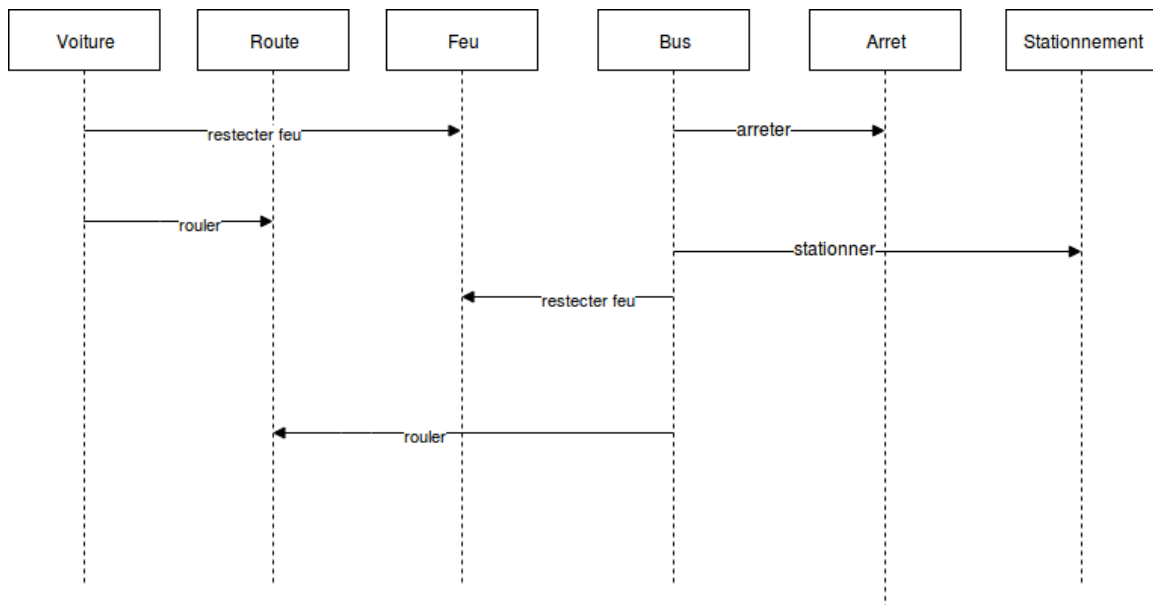 Voiture
Route
Feu
Bus
Arret
Stationnement
restecter feu
arreter
rouler
stationner
restecter feu
rouler